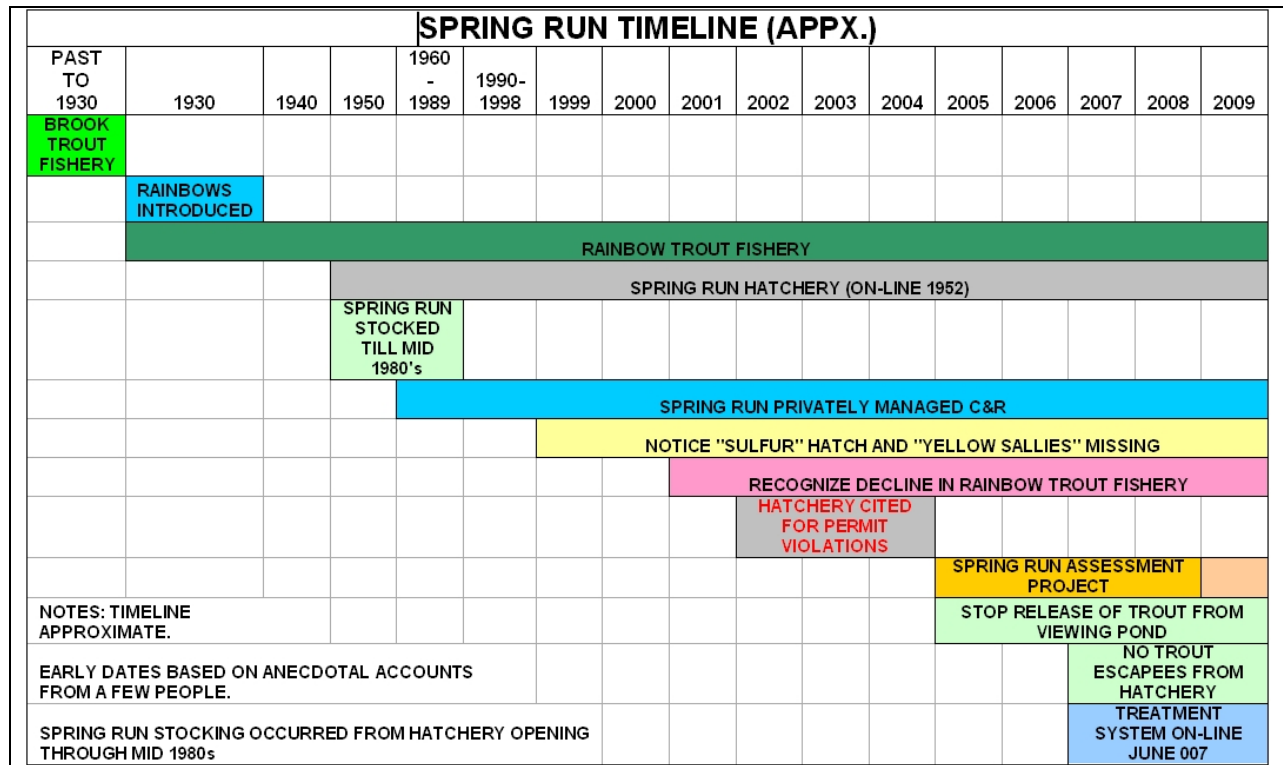 SPRING RUN TIMELINE (APPX.)
PAST
TO
1930
1930
1940
1950
1960
-
1989
1990-
1998
1999
2000
2001
2002
2003
2004
2005
2006
2007
2008
2009
BROOK
TROUT
FISHERY
RAINBOWS
INTRODUCED
RAINBOW TROUT FISHERY
SPRING RUN HATCHERY (ON-LINE 1952)
SPRING RUN
STOCKED
TILL MID
1980's
SPRING RUN PRIVATELY MANAGED C&R
NOTICE "SULFUR" HATCH AND "YELLOW SALLIES" MISSING
RECOGNIZE DECLINE IN RAINBOW TROUT FISHERY
HATCHERY CITED
FOR PERMIT
VIOLATIONS
SPRING RUN ASSESSMENT
PROJECT
NOTES: TIMELINE
APPROXIMATE.
STOP RELEASE OF TROUT FROM
VIEWING POND
EARLY DATES BASED ON ANECDOTAL ACCOUNTS
FROM A FEW PEOPLE.
NO TROUT
ESCAPEES FROM
HATCHERY
SPRING RUN STOCKING OCCURRED FROM HATCHERY OPENING
THROUGH MID 1980s
TREATMENT
SYSTEM ON-LINE
JUNE 007